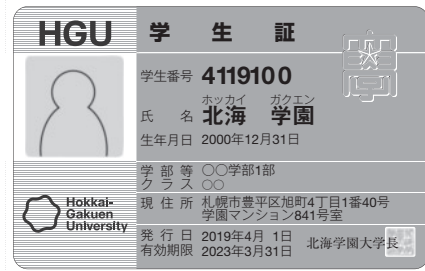 HGU 学生証
学生番号 4119100
ホッカイ ガクエン
氏名 北海 学園
生年月日 2000年12月31日
学部等 ○○学部1部
クラス ○○
現住所 札幌市豊平区旭町4丁目1番40号
学園マンション841号室
Hokkai-
Gakuen
University
発行日 2019年4月 1日
有効期限 2023年3月31日
北海学園大学長